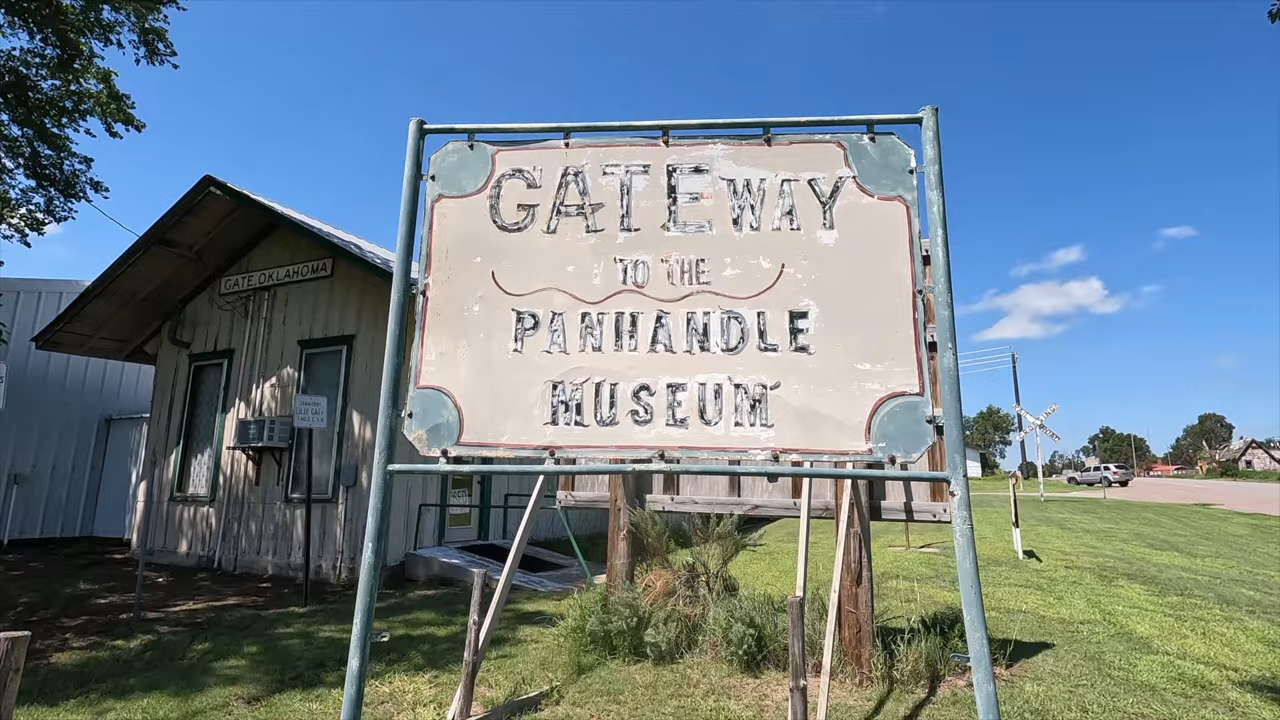 GATEWAY
TO THE
PANHANDLE
MUSEUM
GATE, OKLAHOMA